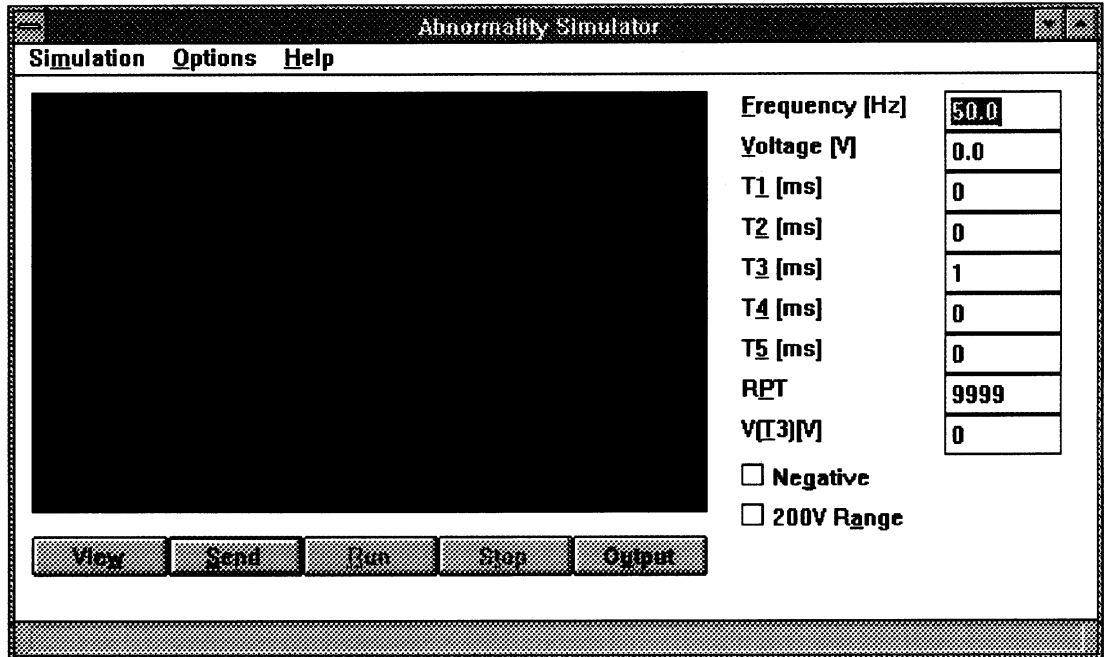 Abnormality Simulator
Simulation Options Help
Frequency [Hz] 50.0
Voltage [V] 0.0
T1 [ms] 0
T2 [ms] 0
T3 [ms] 1
T4 [ms] 0
T5 [ms] 0
RPT 9999
V(T3)[V] 0
Negative
200V Range
View Send Run Stop Output